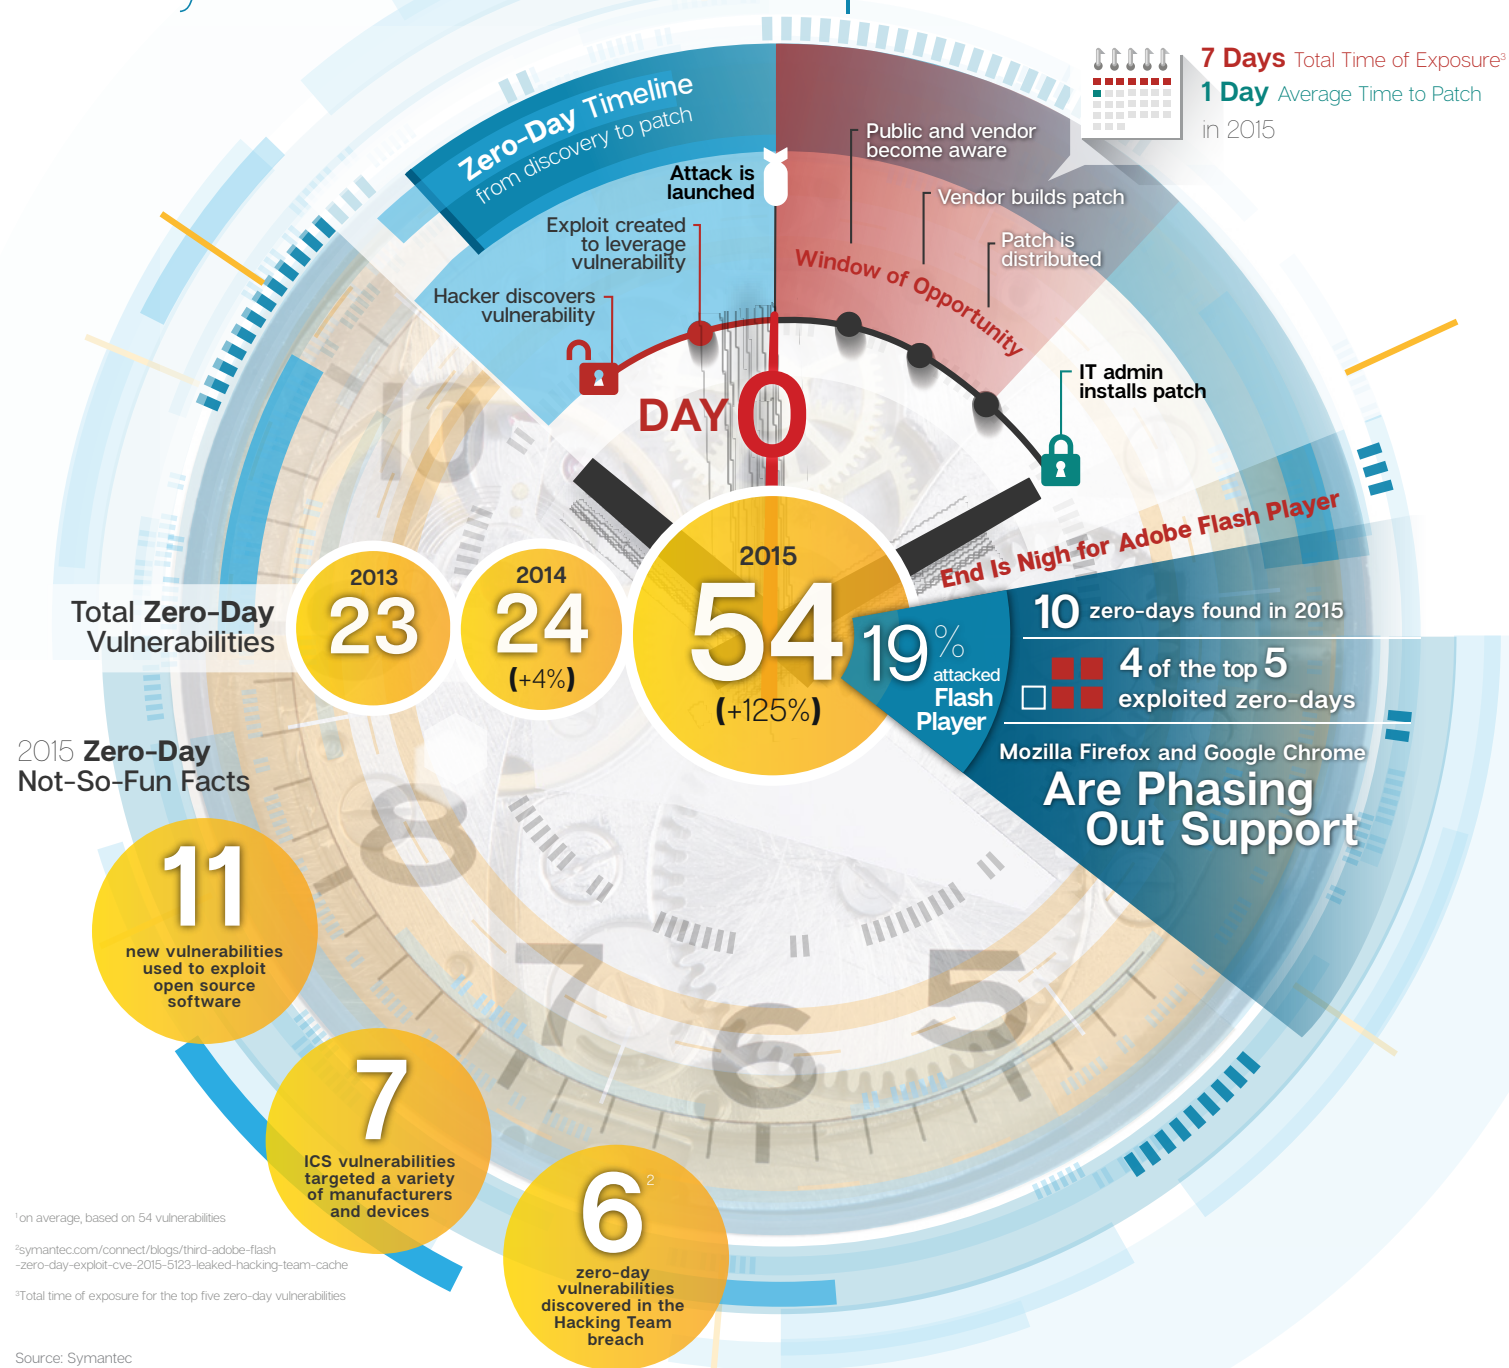 7 Days Total Time of Exposure3
1 Day Average Time to Patch
in 2015
Zero-Day Timeline
from discovery to patch
Hacker discovers
vulnerability
Exploit created
to leverage
vulnerability
Attack is
launched
Public and vendor
become aware
Vendor builds patch
Patch is
distributed
Window of Opportunity
IT admin
installs patch
DAY 0
10
End Is Nigh for Adobe Flash Player
Total Zero-Day
Vulnerabilities
2013
23
2014
24
(+4%)
2015
54
(+125%)
19%
attacked
Flash
Player
10 zero-days found in 2015
4 of the top 5
exploited zero-days
Mozilla Firefox and Google Chrome
Are Phasing
Out Support
2015 Zero-Day
Not-So-Fun Facts
8
7
6
5
11
new vulnerabilities
used to exploit
open source
software
7
ICS vulnerabilities
targeted a variety
of manufacturers
and devices
6 2
zero-day
vulnerabilities
discovered in the
Hacking Team
breach
1on average, based on 54 vulnerabilities
2symantec.com/connect/blogs/third-adobe-flash
-zero-day-exploit-cve-2015-5123-leaked-hacking-team-cache
3Total time of exposure for the top five zero-day vulnerabilities
Source: Symantec